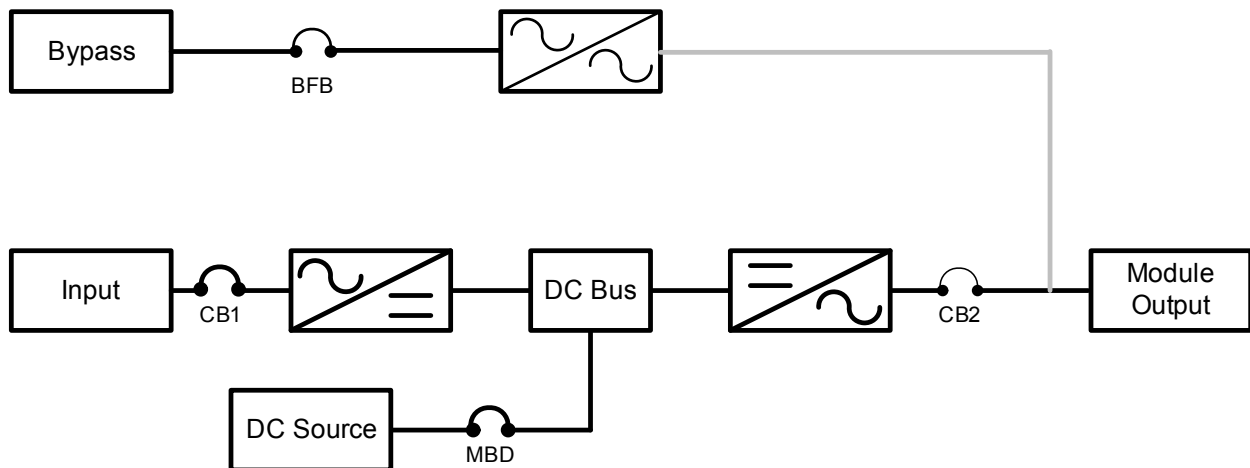 Bypass
BFB
Input
CB1
DC Bus
CB2
Module
Output
DC Source
MBD